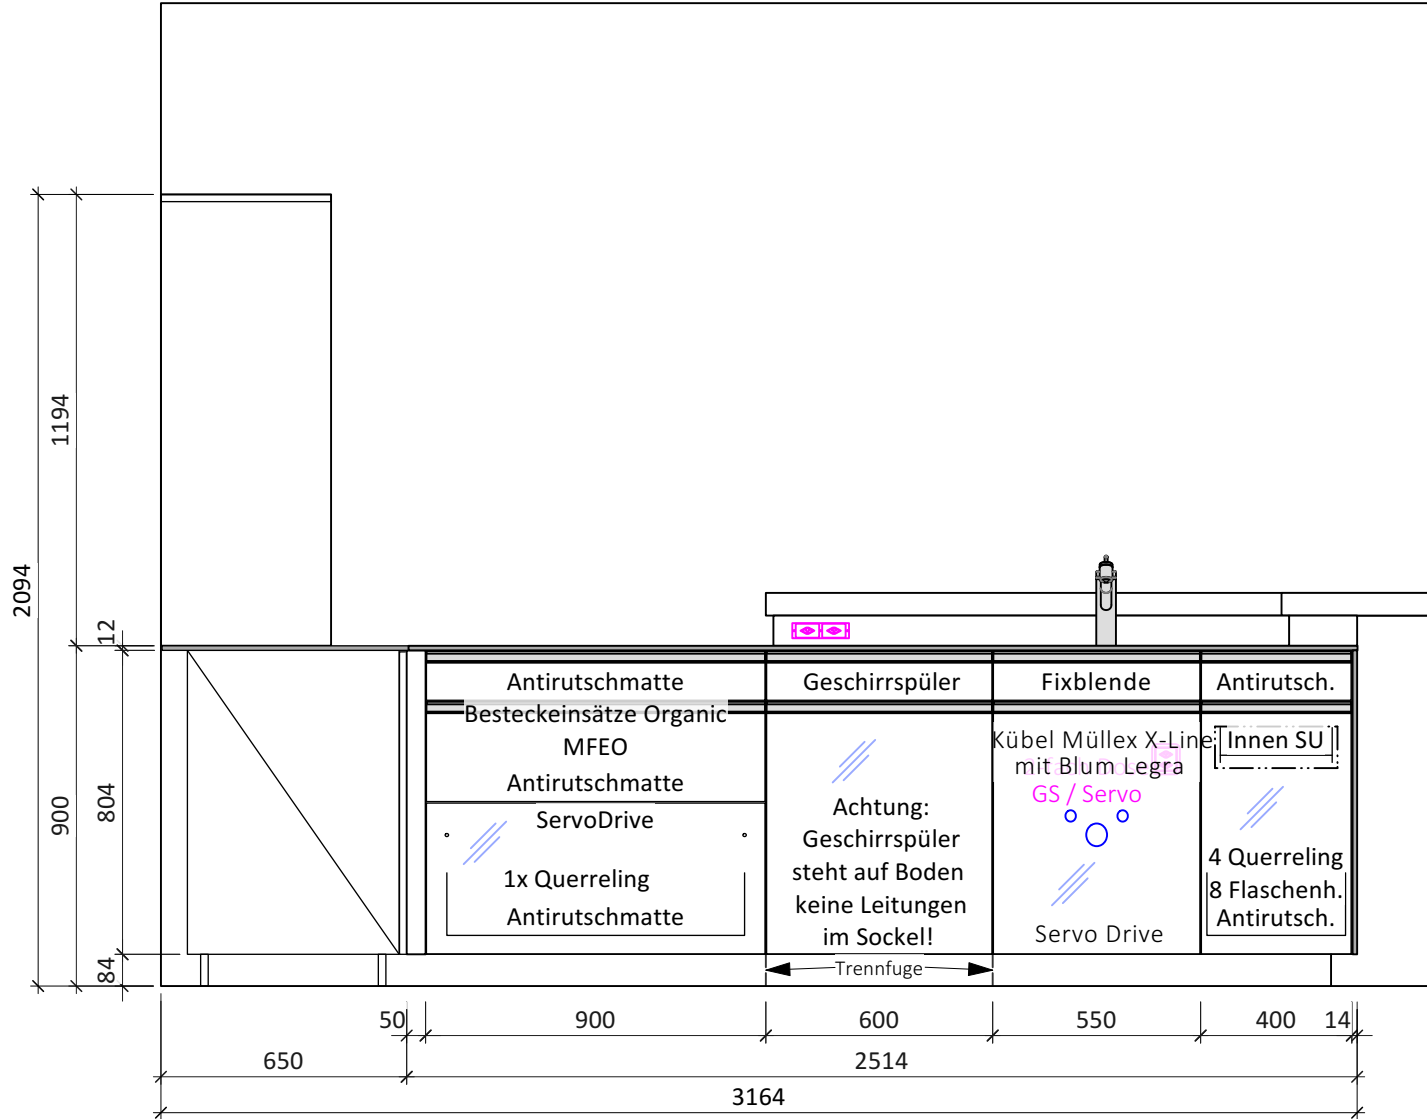 2094
1194
900
12
804
84
Antirutschmatte
Geschirrspüler
Fixblende
Antirutsch.
Besteckeinsätze Organic
MFEO
Antirutschmatte
ServoDrive
1x Querreling
Antirutschmatte
Achtung:
Geschirrspüler
steht auf Boden
keine Leitungen
im Sockel!
Trennfuge
Kübel Müllex X-Line
mit Blum Legra
GS / Servo
Servo Drive
Innen SU
4 Querreling
8 Flaschenh.
Antirutsch.
50
900
600
550
400
14
650
2514
3164